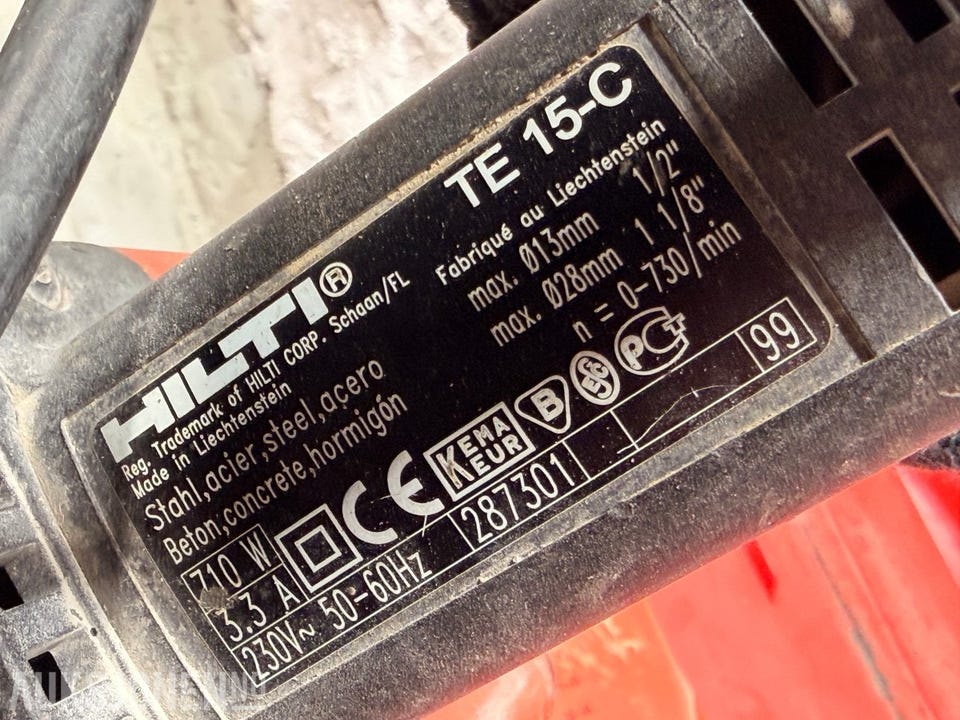 HILTI®
Reg. Trademark of HILTI CORP. Schaan/FL
Made in Liechtenstein
TE 15-C
Fabriqué au Liechtenstein
Stahl,acier,steel,acero max. Ø13mm 1/2"
Beton,concrete,hormigón max. Ø28mm 1 1/8"
n = 0-730/min
710 W
3.3 A
CE
KEMA
KEUR
B
PCT
230V~ 50-60Hz
287301
99